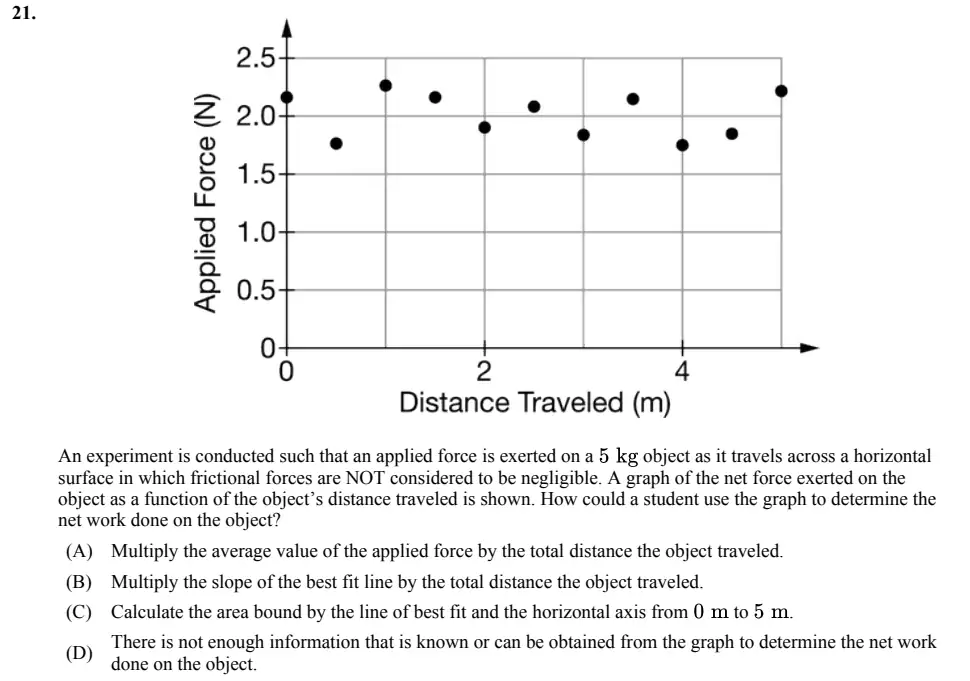 21.
2.5
2.0
1.5
1.0
0.5
0
0
2
4
Applied Force (N)
Distance Traveled (m)
An experiment is conducted such that an applied force is exerted on a 5 kg object as it travels across a horizontal
surface in which frictional forces are NOT considered to be negligible. A graph of the net force exerted on the
object as a function of the object's distance traveled is shown. How could a student use the graph to determine the
net work done on the object?
(A) Multiply the average value of the applied force by the total distance the object traveled.
(B) Multiply the slope of the best fit line by the total distance the object traveled.
(C) Calculate the area bound by the line of best fit and the horizontal axis from 0 m to 5 m.
(D) There is not enough information that is known or can be obtained from the graph to determine the net work
done on the object.